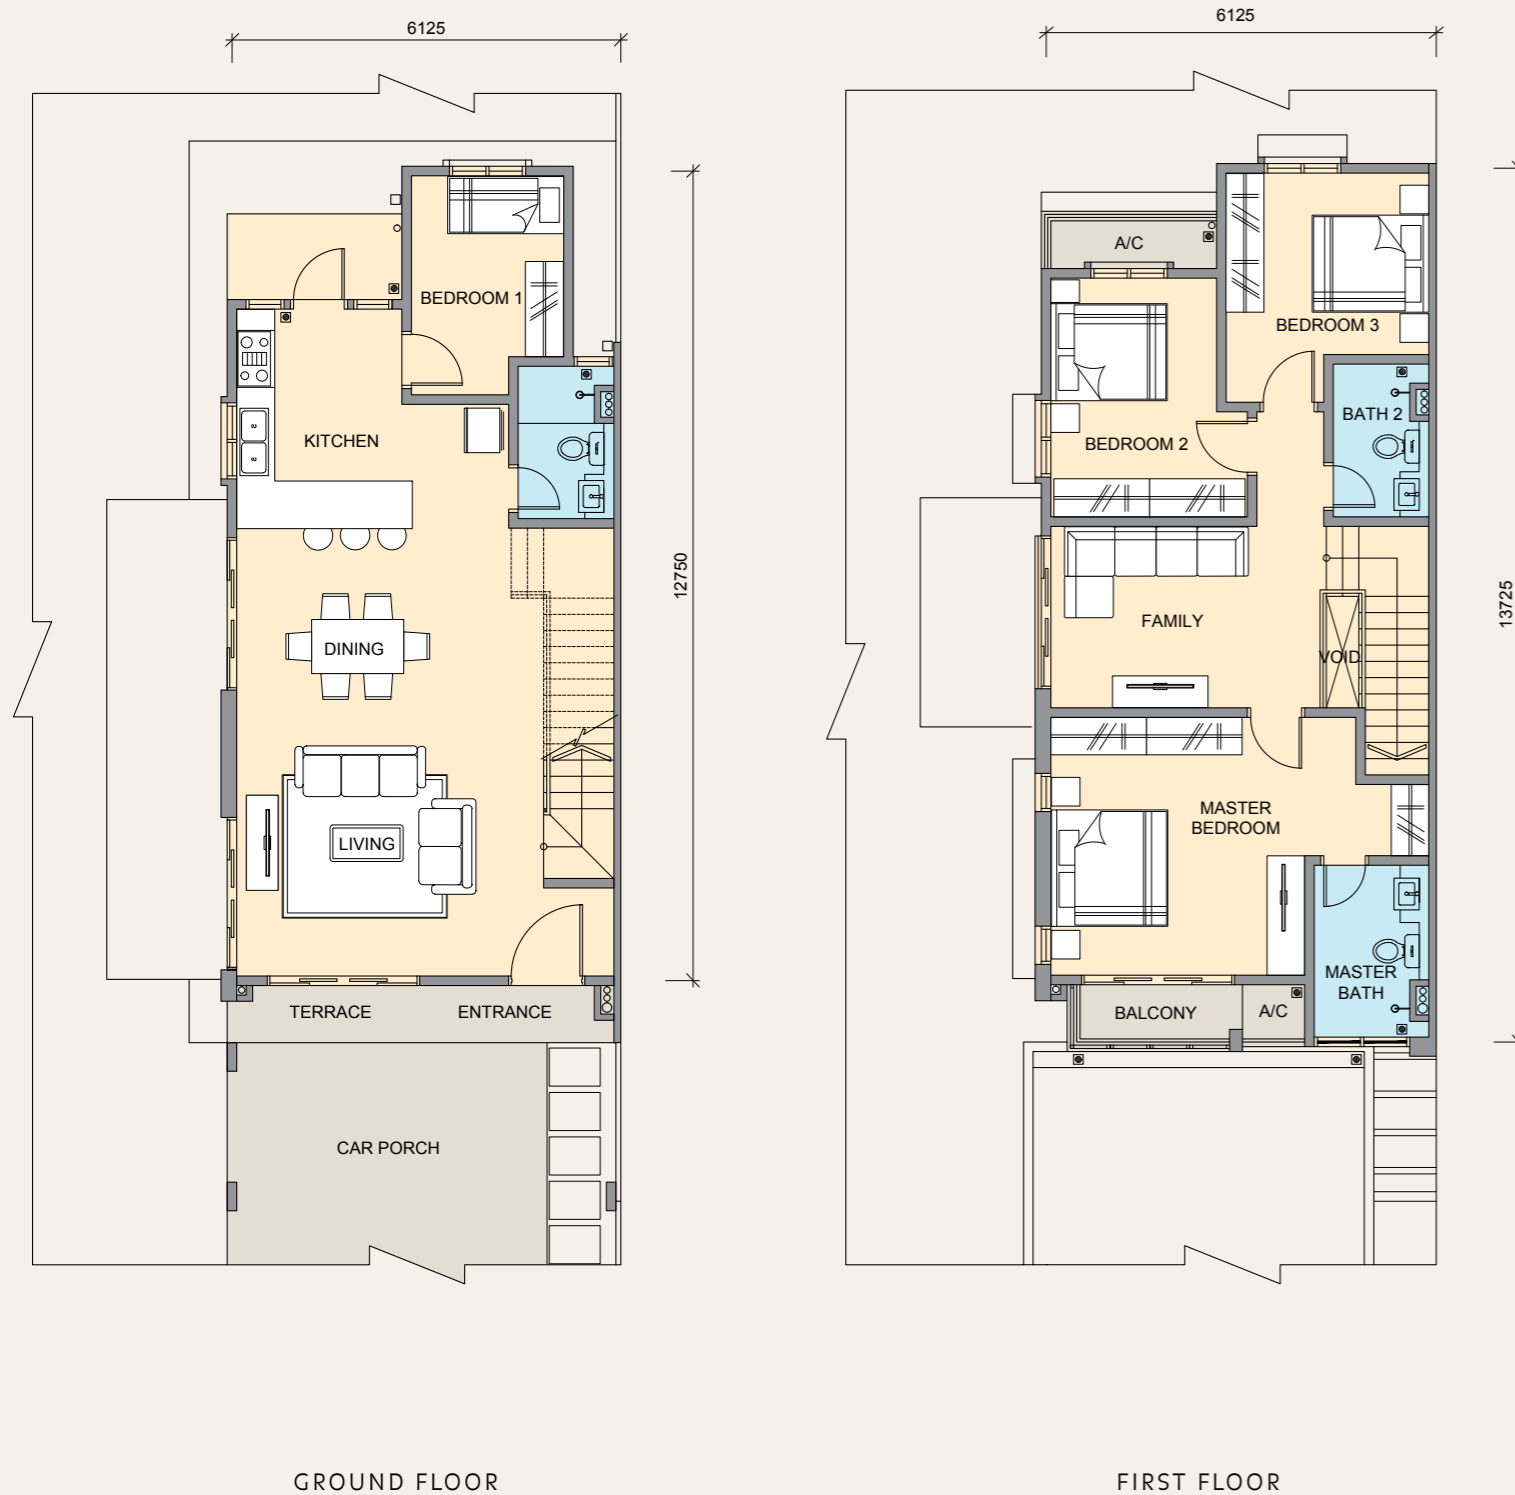 6125
BEDROOM 1
KITCHEN
12750
DINING
LIVING
TERRACE
ENTRANCE
CAR PORCH
GROUND FLOOR
6125
A/C
BEDROOM 3
BATH 2
BEDROOM 2
FAMILY
VOID
13725
MASTER
BEDROOM
MASTER
BATH
BALCONY
A/C
FIRST FLOOR